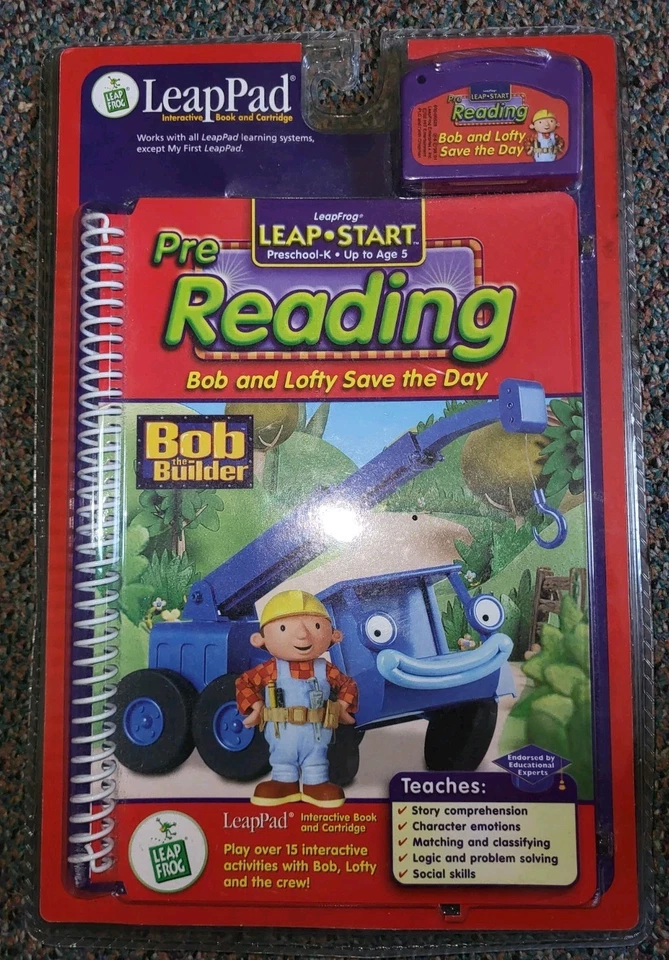 LEAP
FROG
LeapPad®
Interactive Book and Cartridge
Works with all LeapPad learning systems,
except My First LeapPad.
LEAP•START
Pre
Reading
Bob and Lofty
Save the Day
LeapFrog®
LEAP•START™
Preschool-K • Up to Age 5
Pre
Reading
Bob and Lofty Save the Day
Bob
the
Builder
Endorsed by
Educational
Experts
Teaches:
✓ Story comprehension
✓ Character emotions
✓ Matching and classifying
✓ Logic and problem solving
✓ Social skills
LEAP
FROG
LeapPad® Interactive Book
and Cartridge
Play over 15 interactive
activities with Bob, Lofty
and the crew!